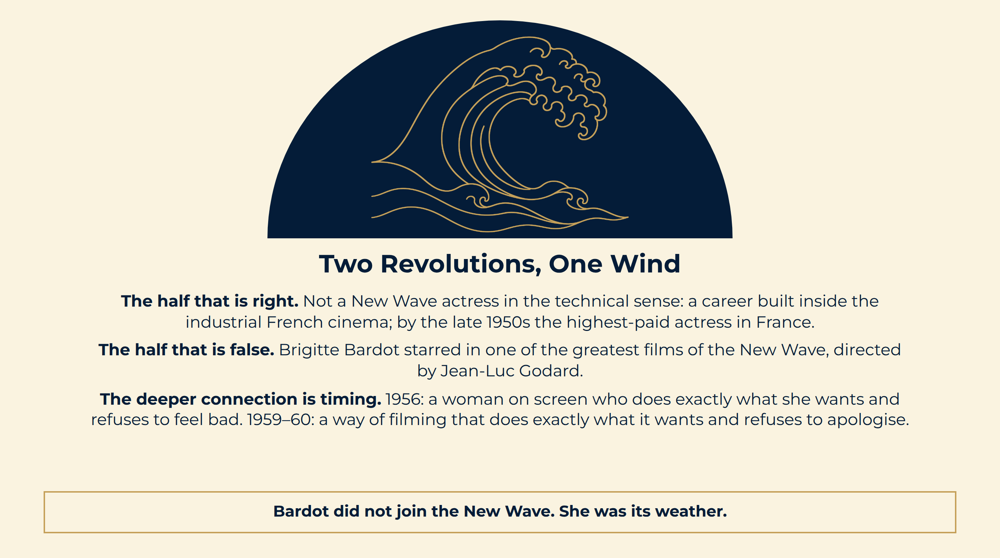 Two Revolutions, One Wind
The half that is right. Not a New Wave actress in the technical sense: a career built inside the
industrial French cinema; by the late 1950s the highest-paid actress in France.
The half that is false. Brigitte Bardot starred in one of the greatest films of the New Wave, directed
by Jean-Luc Godard.
The deeper connection is timing. 1956: a woman on screen who does exactly what she wants and
refuses to feel bad. 1959–60: a way of filming that does exactly what it wants and refuses to apologise.
Bardot did not join the New Wave. She was its weather.